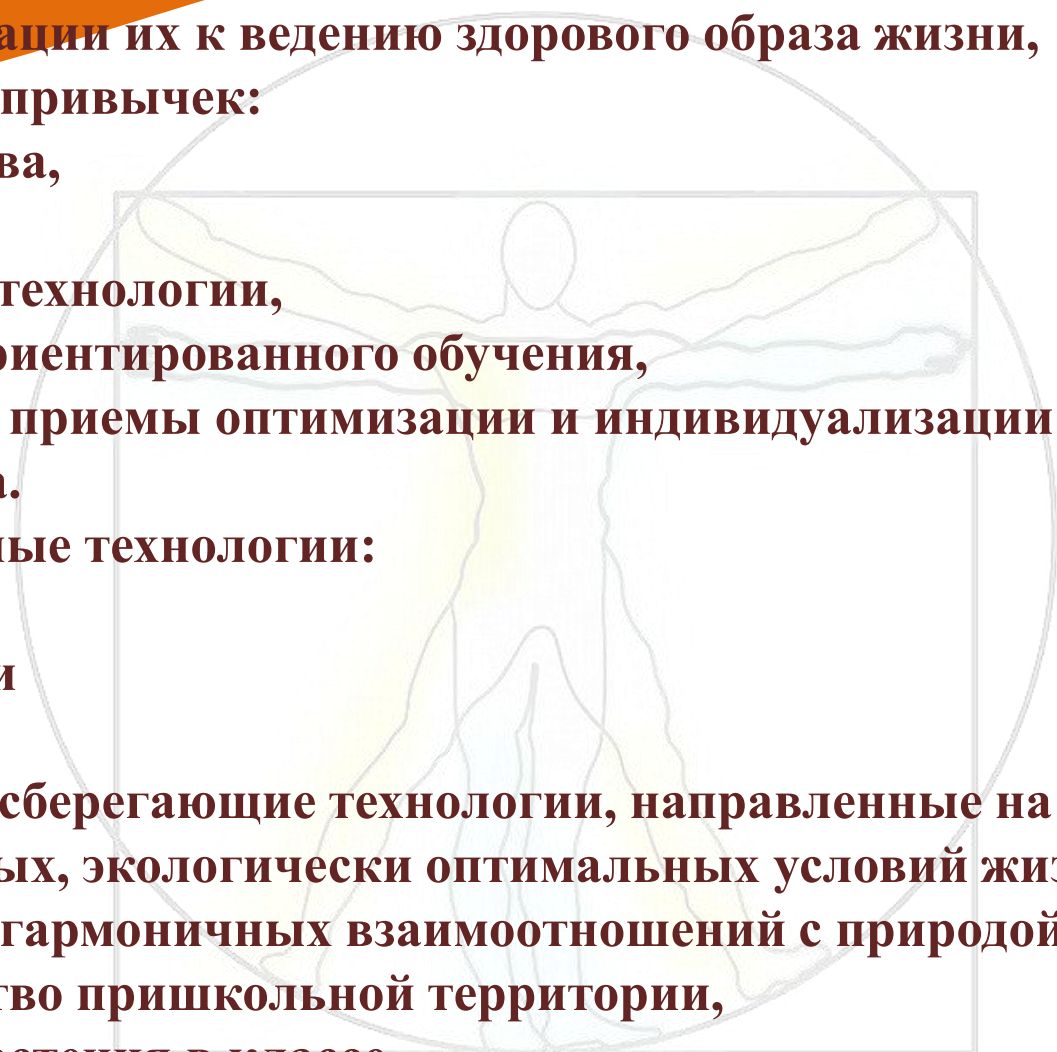 ации их к ведению здорового образа жизни,
привычек:
ва,
технологии,
риентированного обучения,
приемы оптимизации и индивидуализации
а.
ные технологии:
и
сберегающие технологии, направленные на
ых, экологически оптимальных условий жиз
гармоничных взаимоотношений с природой
тво пришкольной территории,
в классе